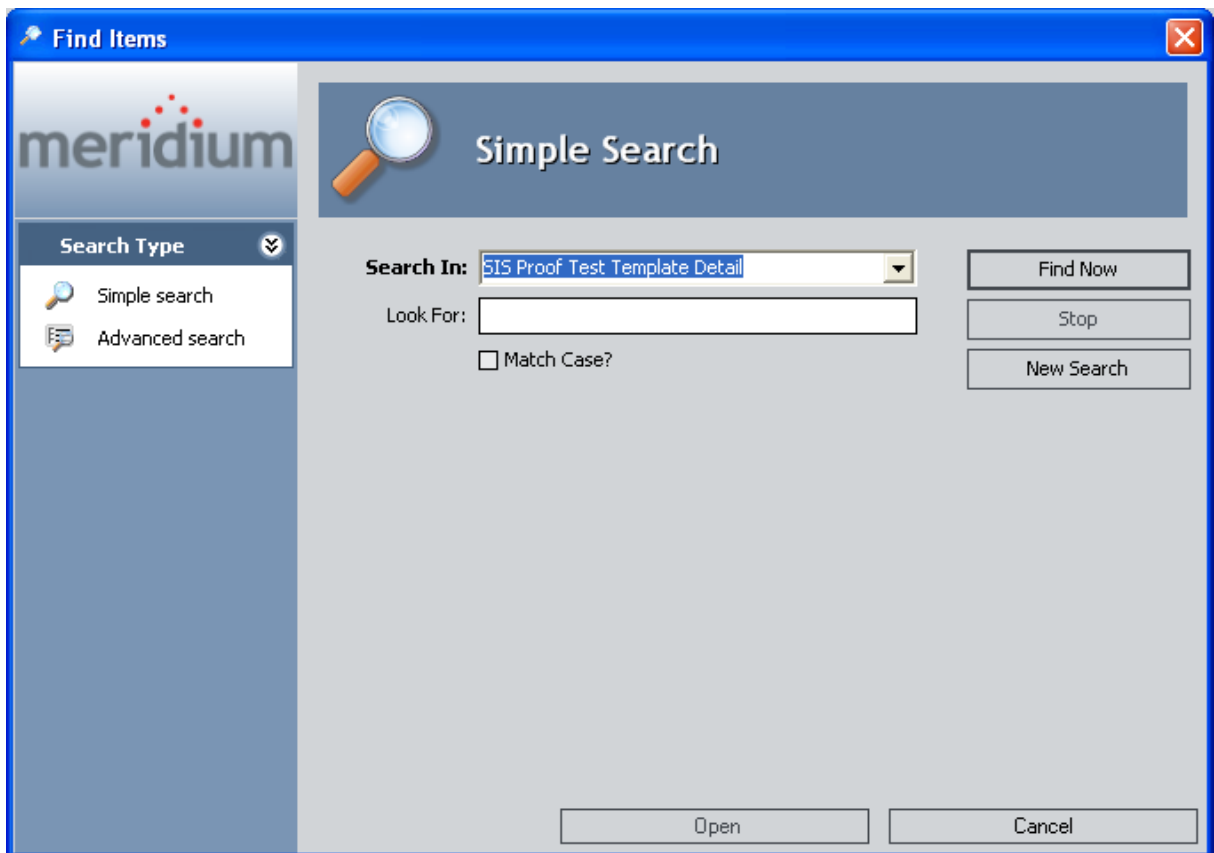 Find Items
meridium
Simple Search
Search Type
Simple search
Advanced search
Search In: SIS Proof Test Template Detail
Find Now
Look For:
Stop
Match Case?
New Search
Open
Cancel